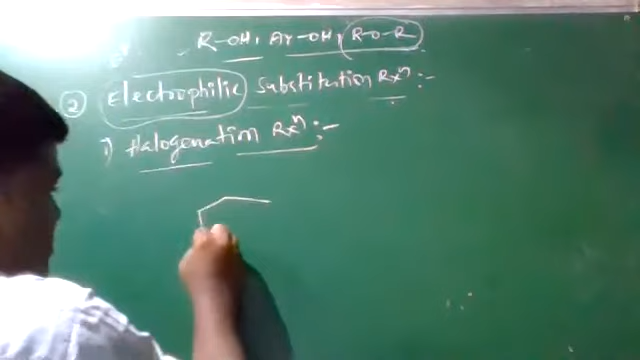 R-OH, Ar-OH, R-O-R
② Electrophilic Substitution Rxⁿ :-
1) Halogenation Rxⁿ :-